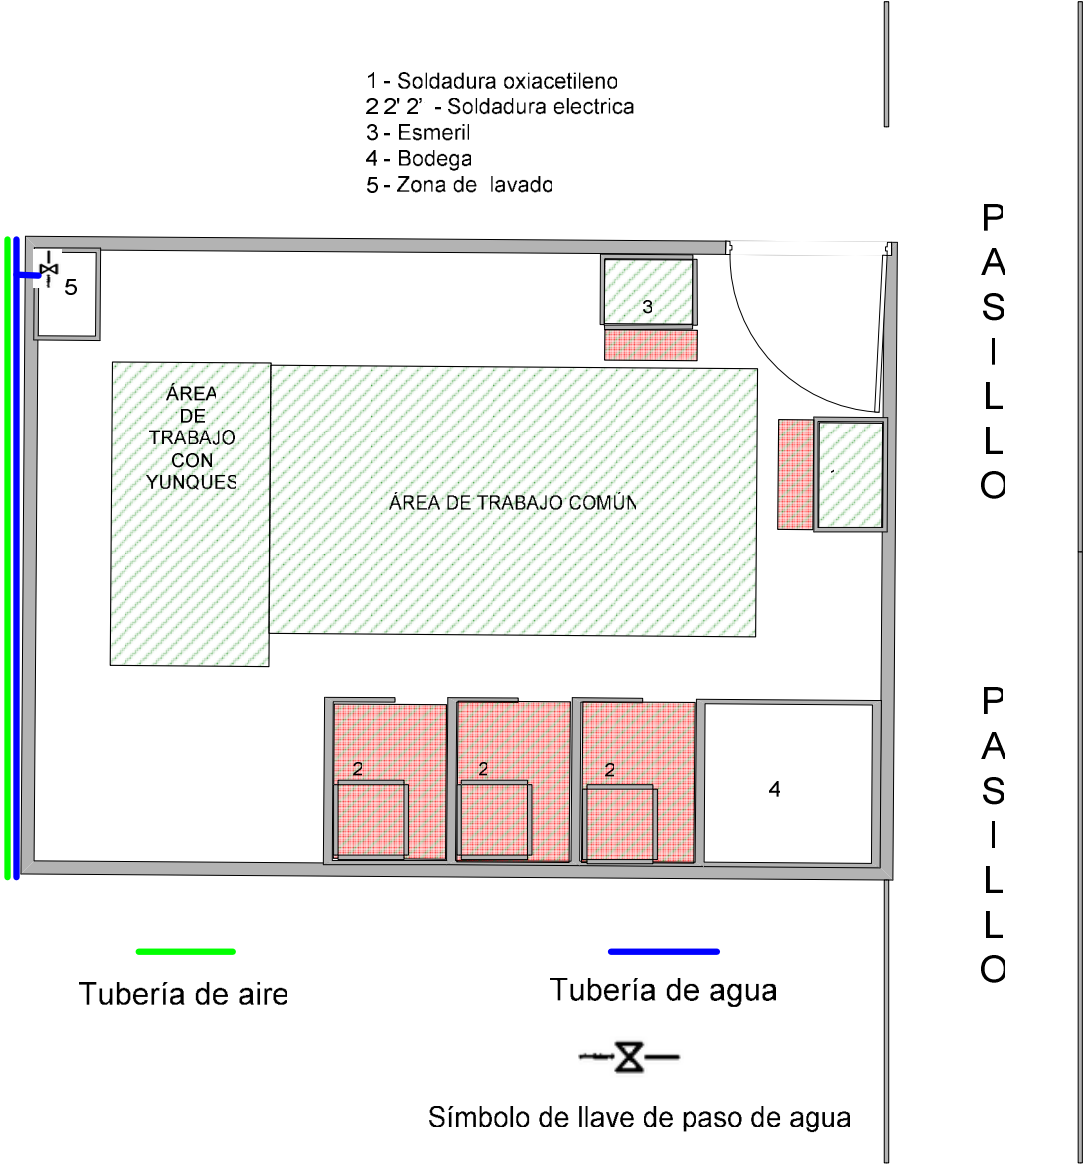 1 - Soldadura oxiacetileno
2 2' 2' - Soldadura electrica
3 - Esmeril
4 - Bodega
5 - Zona de lavado
PASILLO
5
3
ÁREA
DE
TRABAJO
CON
YUNQUES
ÁREA DE TRABAJO COMÚN
PASILLO
2
2
2
4
Tubería de aire
Tubería de agua
Símbolo de llave de paso de agua